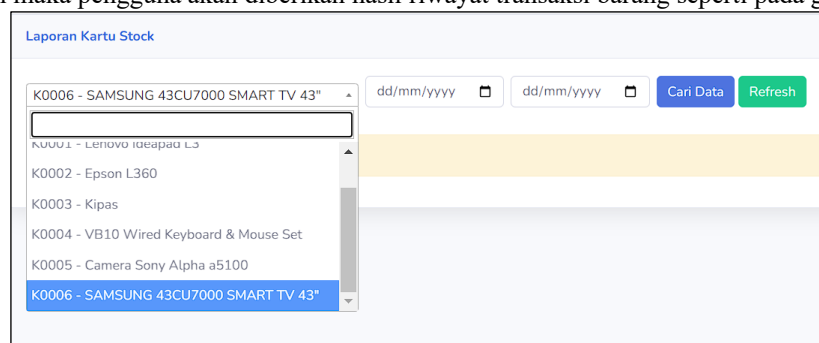 maka pengguna akan diberikan hasil riwayat transaksi barang seperti pada
Laporan Kartu Stock
K0006 - SAMSUNG 43CU7000 SMART TV 43" dd/mm/yyyy dd/mm/yyyy Cari Data Refresh
K0001 - Lenovo Ideapad L3
K0002 - Epson L360
K0003 - Kipas
K0004 - VB10 Wired Keyboard & Mouse Set
K0005 - Camera Sony Alpha a5100
K0006 - SAMSUNG 43CU7000 SMART TV 43"